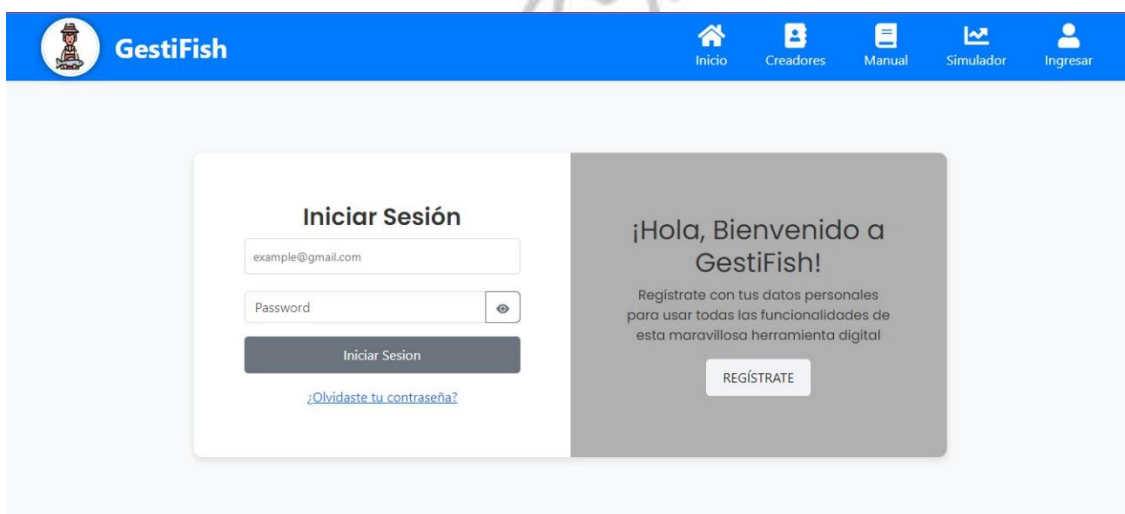 GestiFish
Inicio
Creadores
Manual
Simulador
Ingresar
Iniciar Sesión
example@gmail.com
Password
Iniciar Sesion
¿Olvidaste tu contraseña?
¡Hola, Bienvenido a
GestiFish!
Regístrate con tus datos personales
para usar todas las funcionalidades de
esta maravillosa herramienta digital
REGÍSTRATE